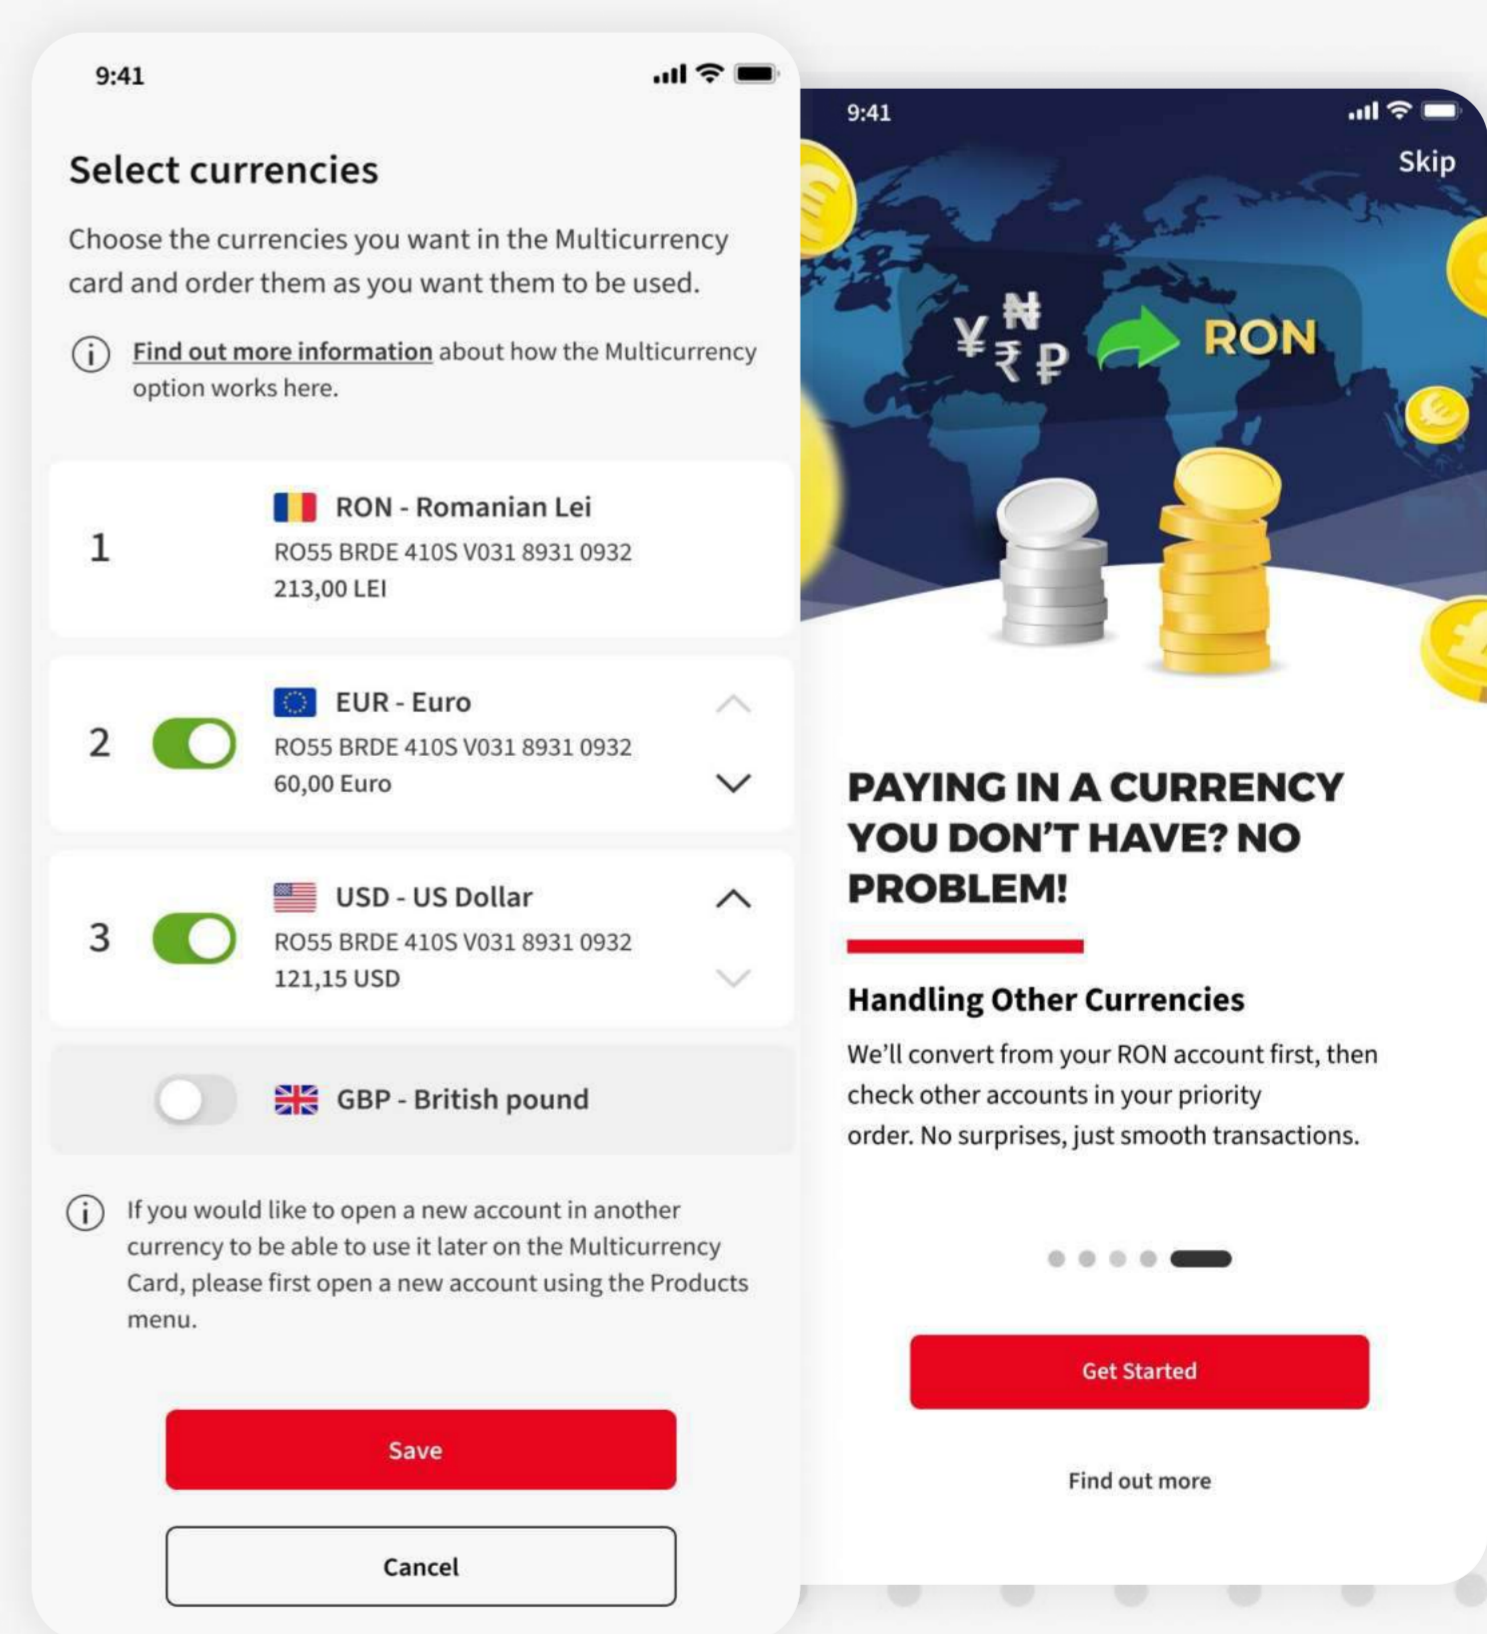 9:41
Select currencies
Choose the currencies you want in the Multicurrency
card and order them as you want them to be used.
Find out more information about how the Multicurrency
option works here.
1
RON - Romanian Lei
RO55 BRDE 410S V031 8931 0932
213,00 LEI
2
EUR - Euro
RO55 BRDE 410S V031 8931 0932
60,00 Euro
3
USD - US Dollar
RO55 BRDE 410S V031 8931 0932
121,15 USD
GBP - British pound
If you would like to open a new account in another
currency to be able to use it later on the Multicurrency
Card, please first open a new account using the Products
menu.
Save
Cancel
9:41
Skip
¥ ₦ ₹ ₽ RON
PAYING IN A CURRENCY
YOU DON'T HAVE? NO
PROBLEM!
Handling Other Currencies
We'll convert from your RON account first, then
check other accounts in your priority
order. No surprises, just smooth transactions.
Get Started
Find out more